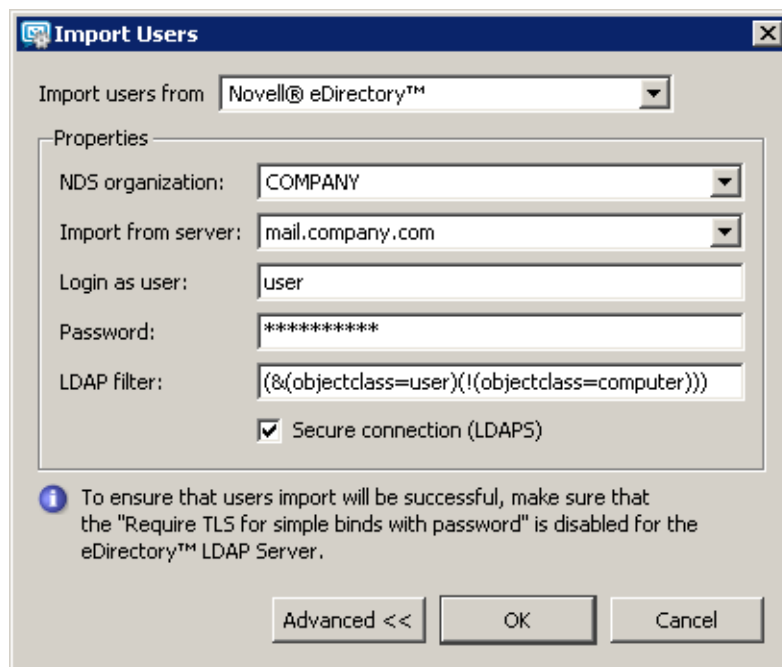 Import Users
Import users from Novell® eDirectory™
Properties
NDS organization: COMPANY
Import from server: mail.company.com
Login as user: user
Password: **********
LDAP filter: (&(objectclass=user)(!(objectclass=computer)))
Secure connection (LDAPS)
To ensure that users import will be successful, make sure that
the "Require TLS for simple binds with password" is disabled for the
eDirectory™ LDAP Server.
Advanced << OK Cancel